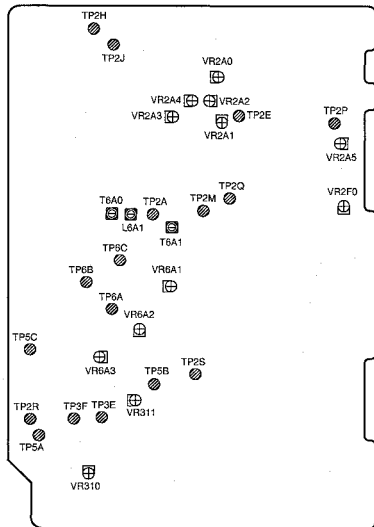 TP2H
TP2J
VR2A0
VR2A4
VR2A2
VR2A3
TP2E
VR2A1
TP2P
VR2A5
T6A0
TP2A
TP2M
TP2Q
VR2F0
L6A1
T6A1
TP6C
TP6B
VR6A1
TP6A
VR6A2
TP5C
VR6A3
TP5B
TP2S
TP2R
TP3F
TP3E
VR311
TP5A
VR310